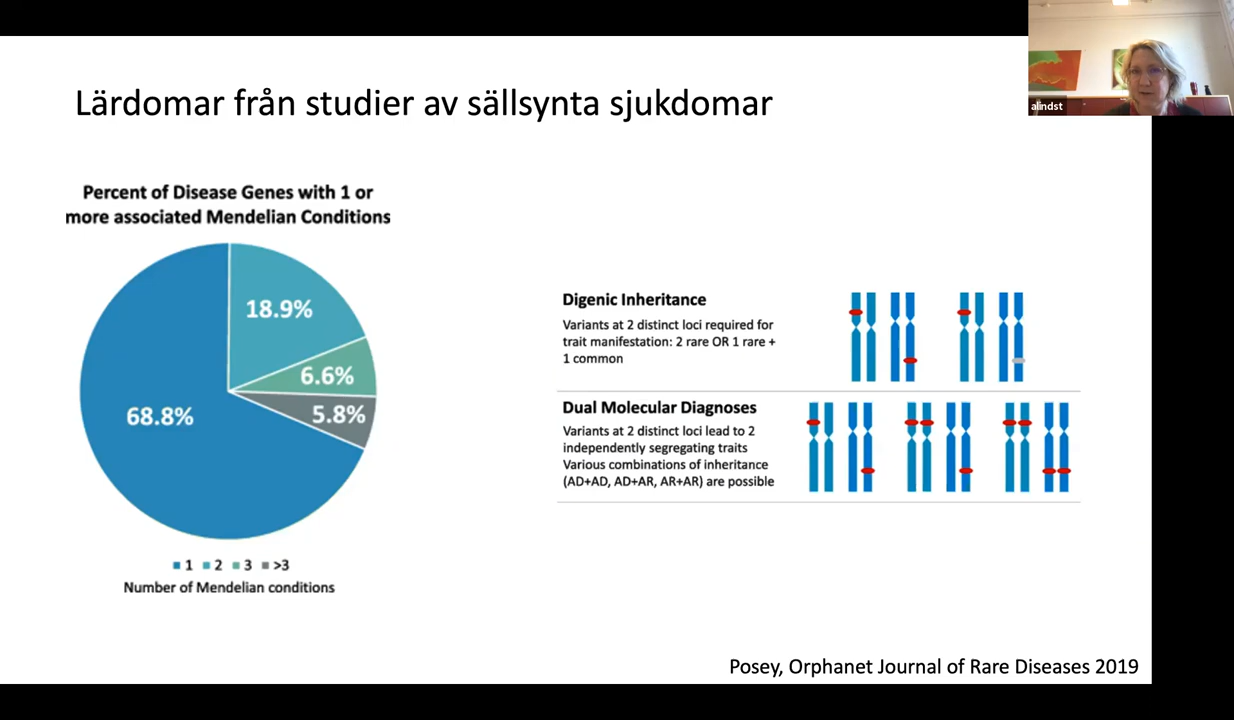 Lärdomar från studier av sällsynta sjukdomar
alindst
Percent of Disease Genes with 1 or
more associated Mendelian Conditions
18.9%
6.6%
5.8%
68.8%
1 2 3 >3
Number of Mendelian conditions
Digenic Inheritance
Variants at 2 distinct loci required for
trait manifestation: 2 rare OR 1 rare +
1 common
Dual Molecular Diagnoses
Variants at 2 distinct loci lead to 2
independently segregating traits
Various combinations of inheritance
(AD+AD, AD+AR, AR+AR) are possible
Posey, Orphanet Journal of Rare Diseases 2019